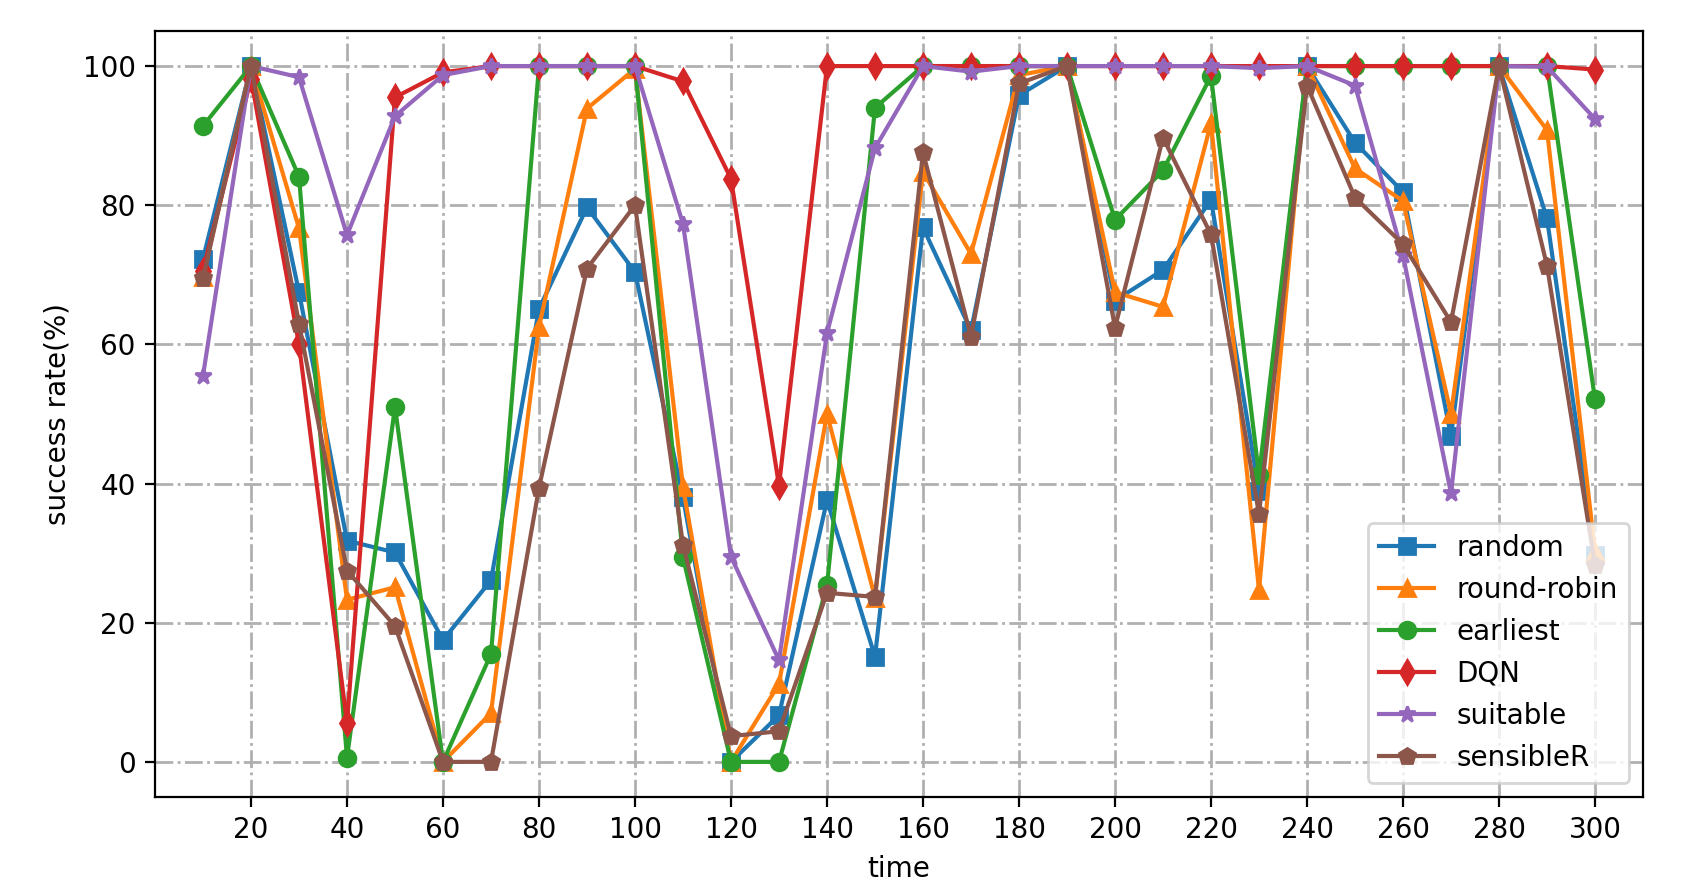 success rate(%)
100
80
60
40
20
0
random
round-robin
earliest
DQN
suitable
sensibleR
20 40 60 80 100 120 140 160 180 200 220 240 260 280 300
time